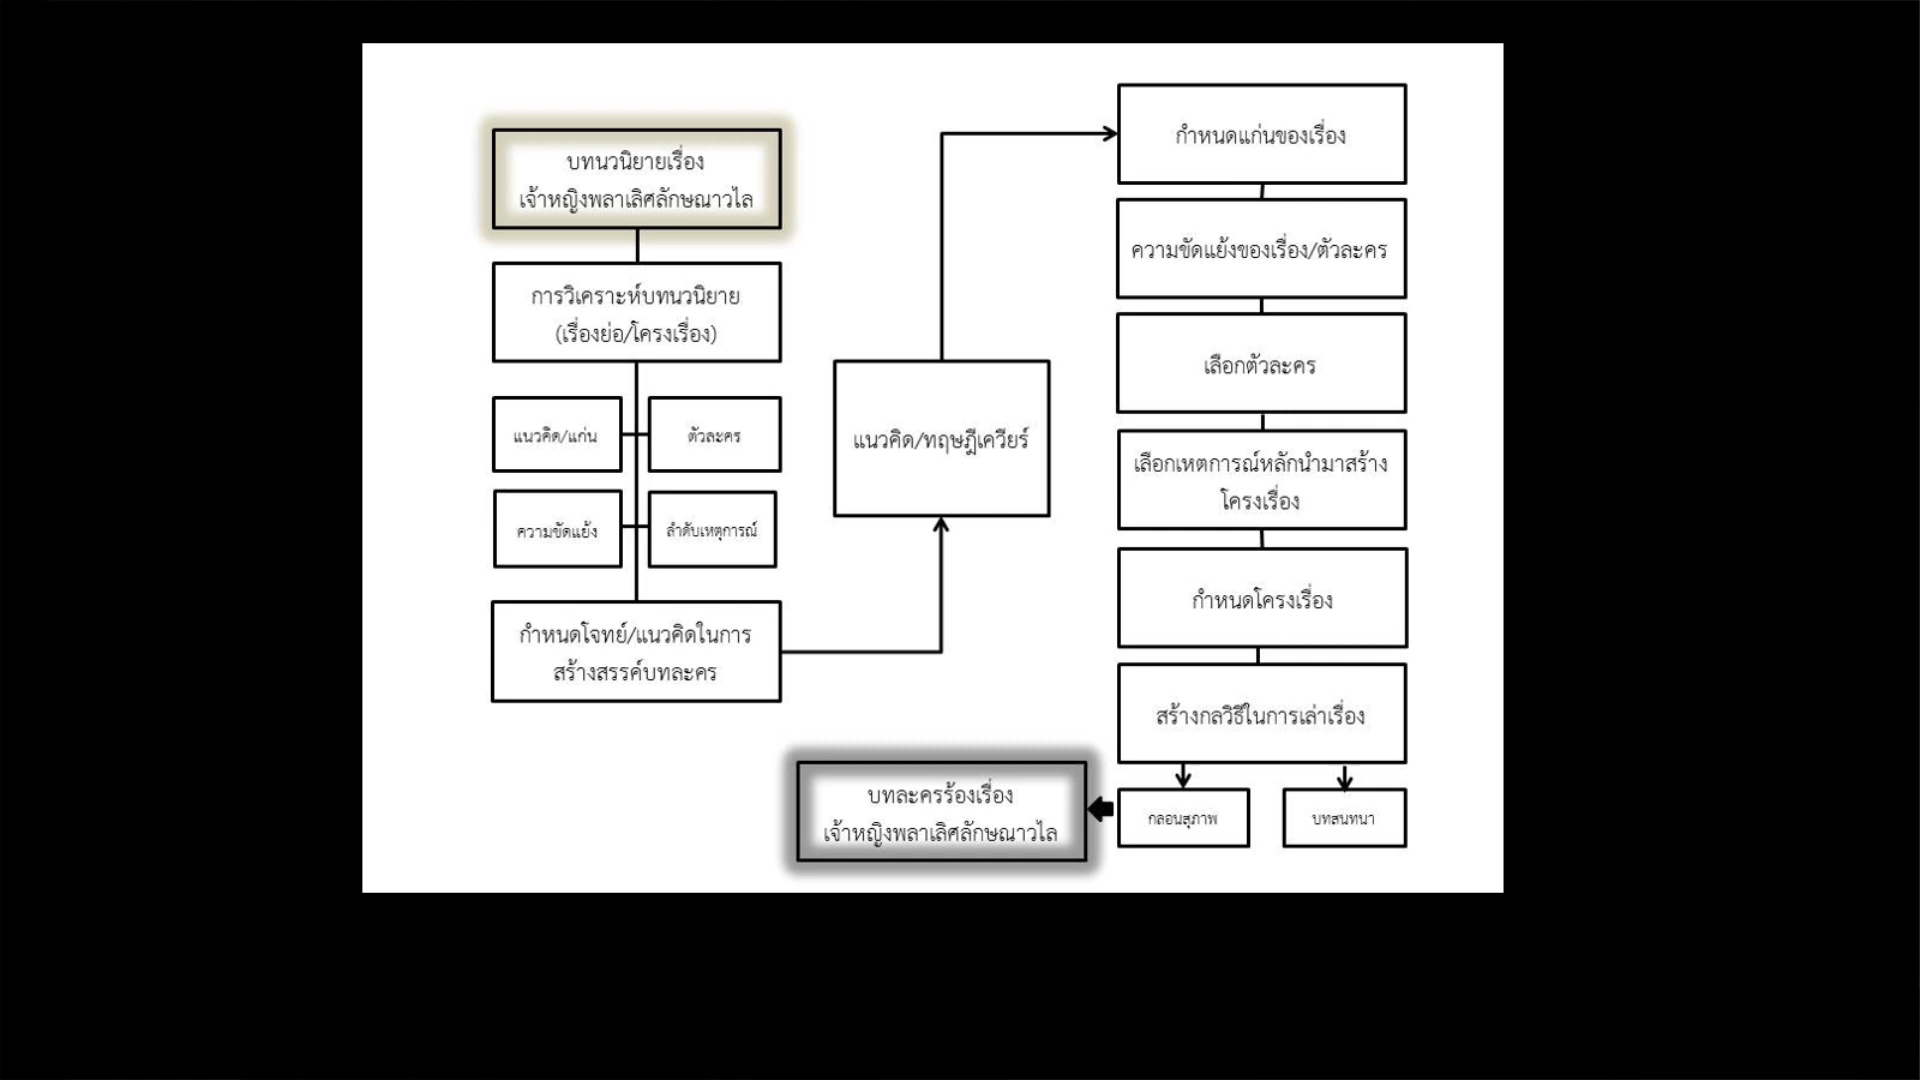 บทนวนิยายเรื่อง
เจ้าหญิงพลาเลิศลักษณาวไล
การวิเคราะห์บทนวนิยาย
(เรื่องย่อ/โครงเรื่อง)
แนวคิด/แก่น
ตัวละคร
ความขัดแย้ง
ลำดับเหตุการณ์
กำหนดโจทย์/แนวคิดในการ
สร้างสรรค์บทละคร
แนวคิด/ทฤษฎีเควียร์
กำหนดแก่นของเรื่อง
ความขัดแย้งของเรื่อง/ตัวละคร
เลือกตัวละคร
เลือกเหตการณ์หลักนำมาสร้าง
โครงเรื่อง
กำหนดโครงเรื่อง
สร้างกลวิธีในการเล่าเรื่อง
กลอนสุภาพ
บทสนทนา
บทละครร้องเรื่อง
เจ้าหญิงพลาเลิศลักษณาวไล